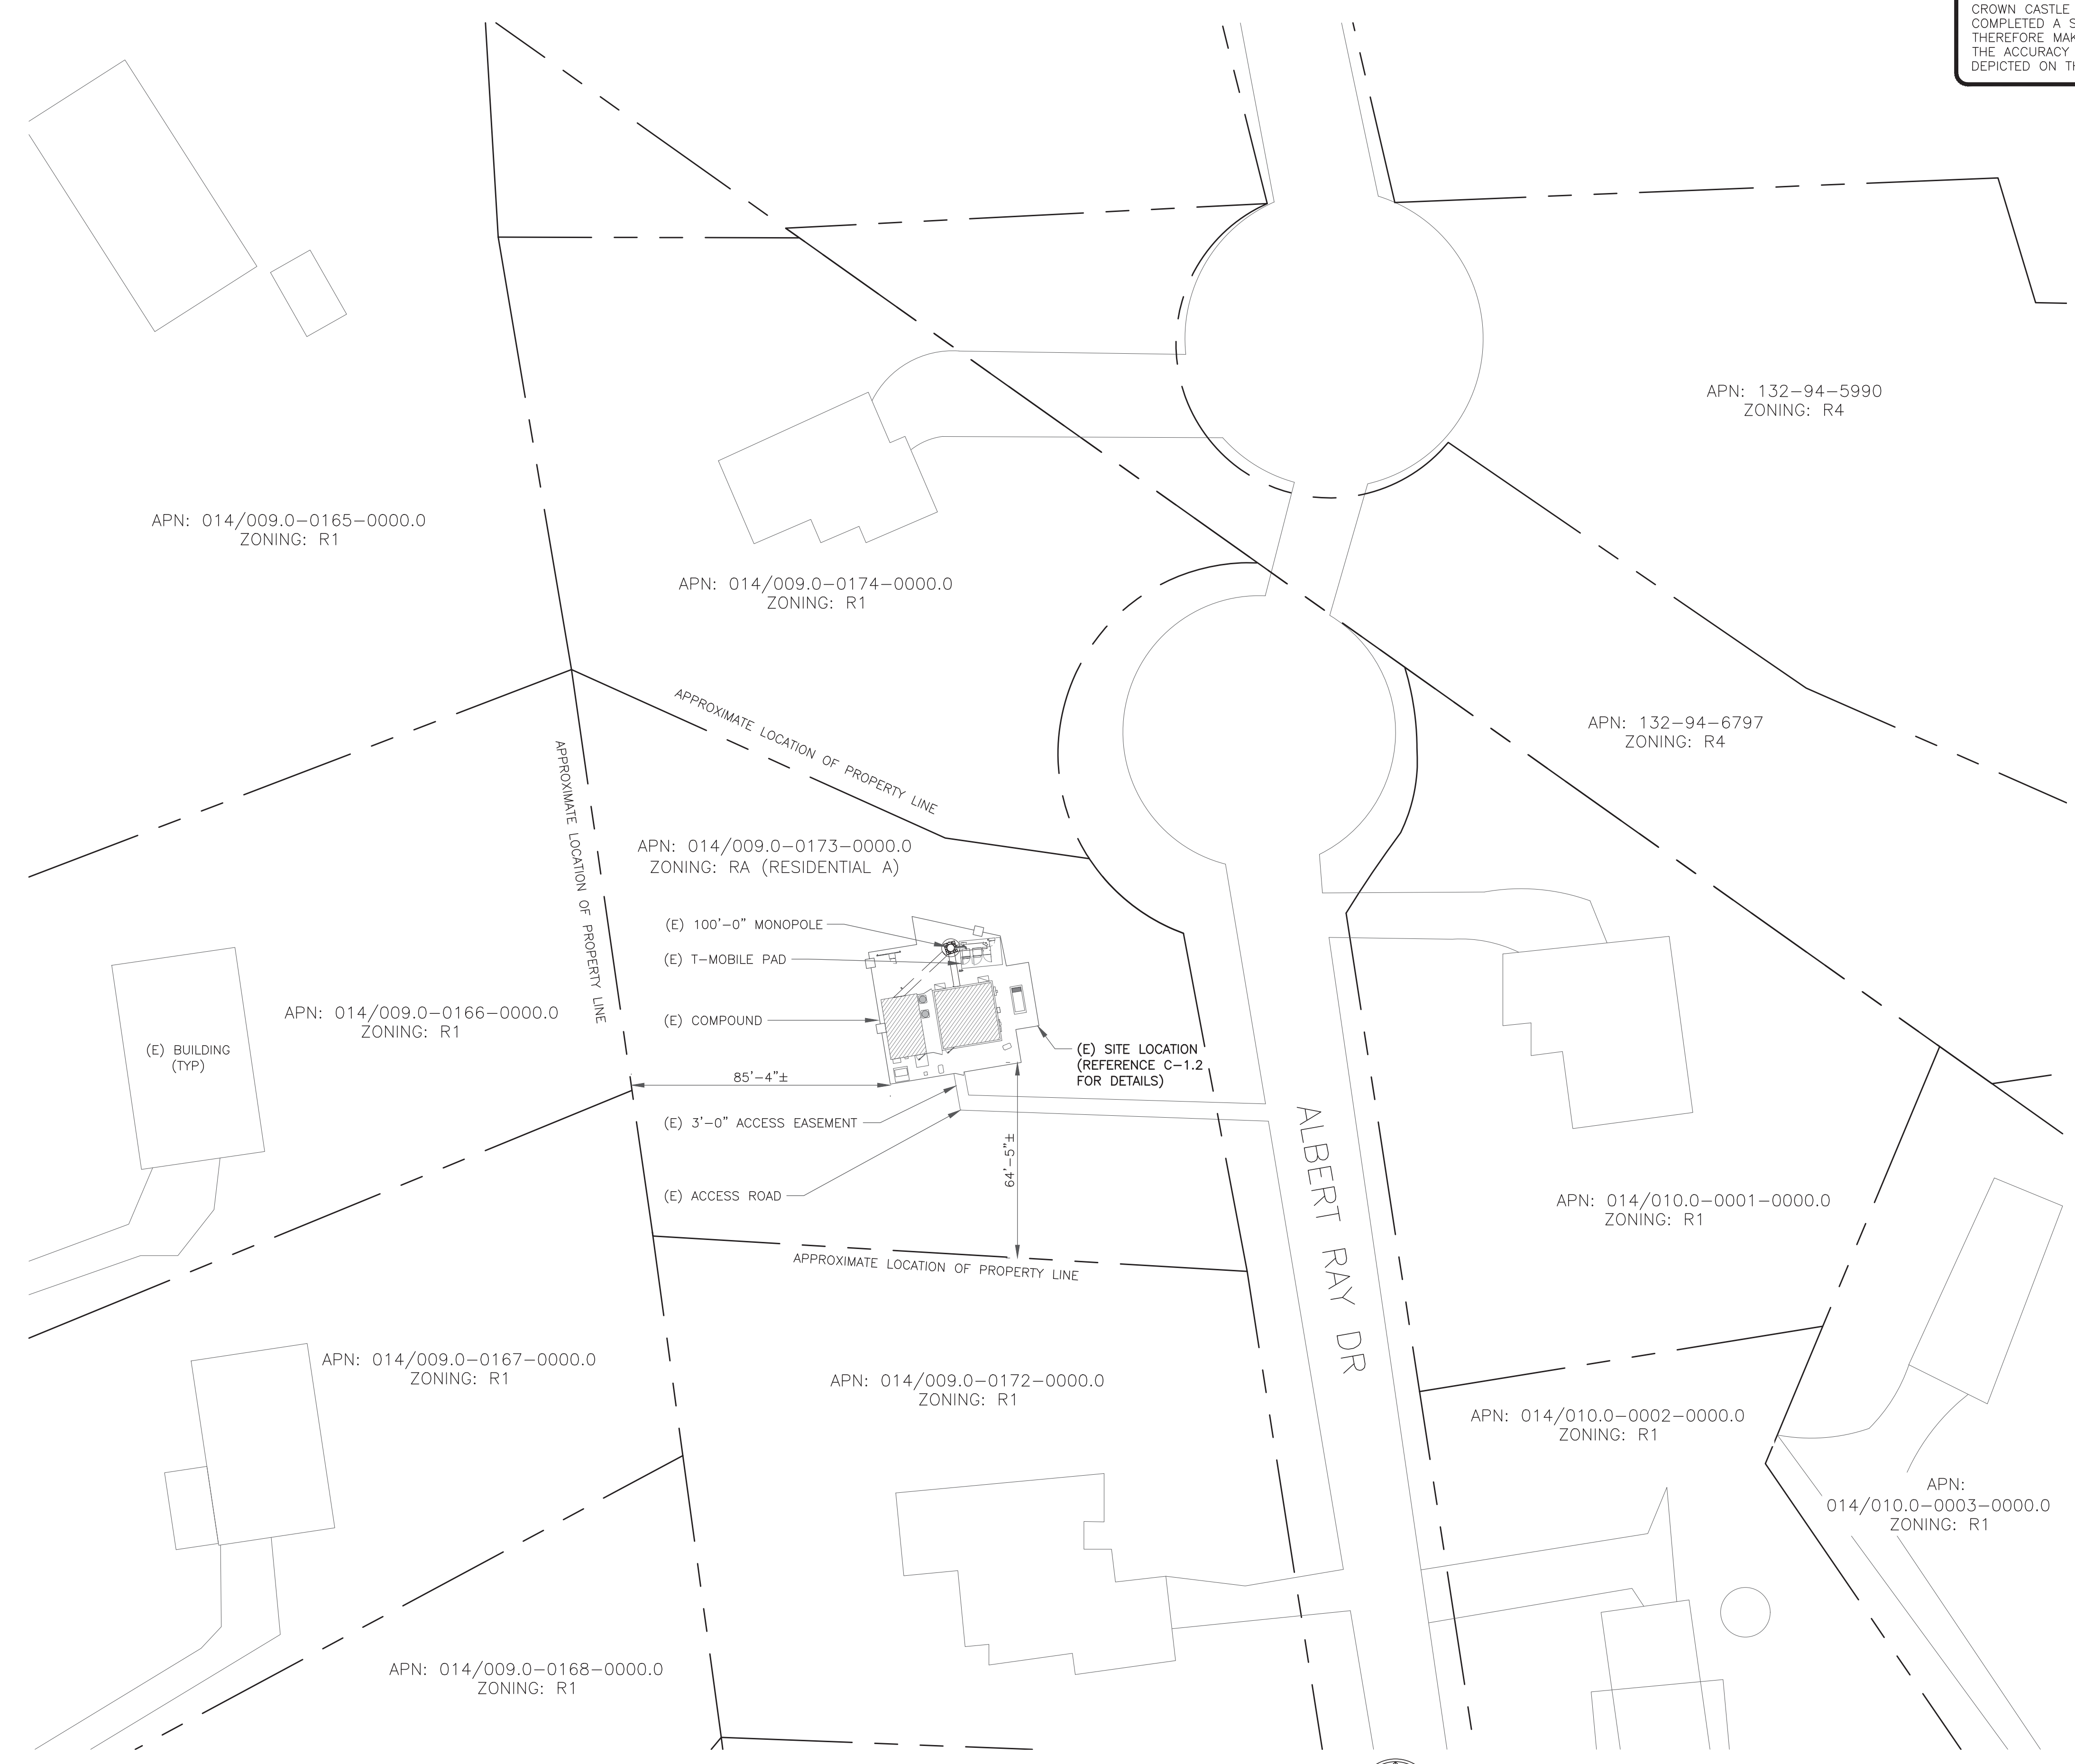 CROWN CASTLE
COMPLETED A
THEREFORE
THE ACCURACY
DEPICTED ON
APN: 132-94-5990
ZONING: R4
APN: 014/009.0-0165-0000.0
ZONING: R1
APN: 014/009.0-0174-0000.0
ZONING: R1
APN: 132-94-6797
ZONING: R4
APPROXIMATE LOCATION OF PROPERTY LINE
APPROXIMATE LOCATION OF PROPERTY LINE
APN: 014/009.0-0173-0000.0
ZONING: RA (RESIDENTIAL A)
(E) 100'-0" MONOPOLE
(E) T-MOBILE PAD
(E) COMPOUND
APN: 014/009.0-0166-0000.0
ZONING: R1
(E) BUILDING
(TYP)
(E) SITE LOCATION
(REFERENCE C-1.2
FOR DETAILS)
85'-4"±
(E) 3'-0" ACCESS EASEMENT
64'-5"±
(E) ACCESS ROAD
ALBERT RAY DR
APN: 014/010.0-0001-0000.0
ZONING: R1
APPROXIMATE LOCATION OF PROPERTY LINE
APN: 014/009.0-0167-0000.0
ZONING: R1
APN: 014/009.0-0172-0000.0
ZONING: R1
APN: 014/010.0-0002-0000.0
ZONING: R1
APN:
014/010.0-0003-0000.0
ZONING: R1
APN: 014/009.0-0168-0000.0
ZONING: R1